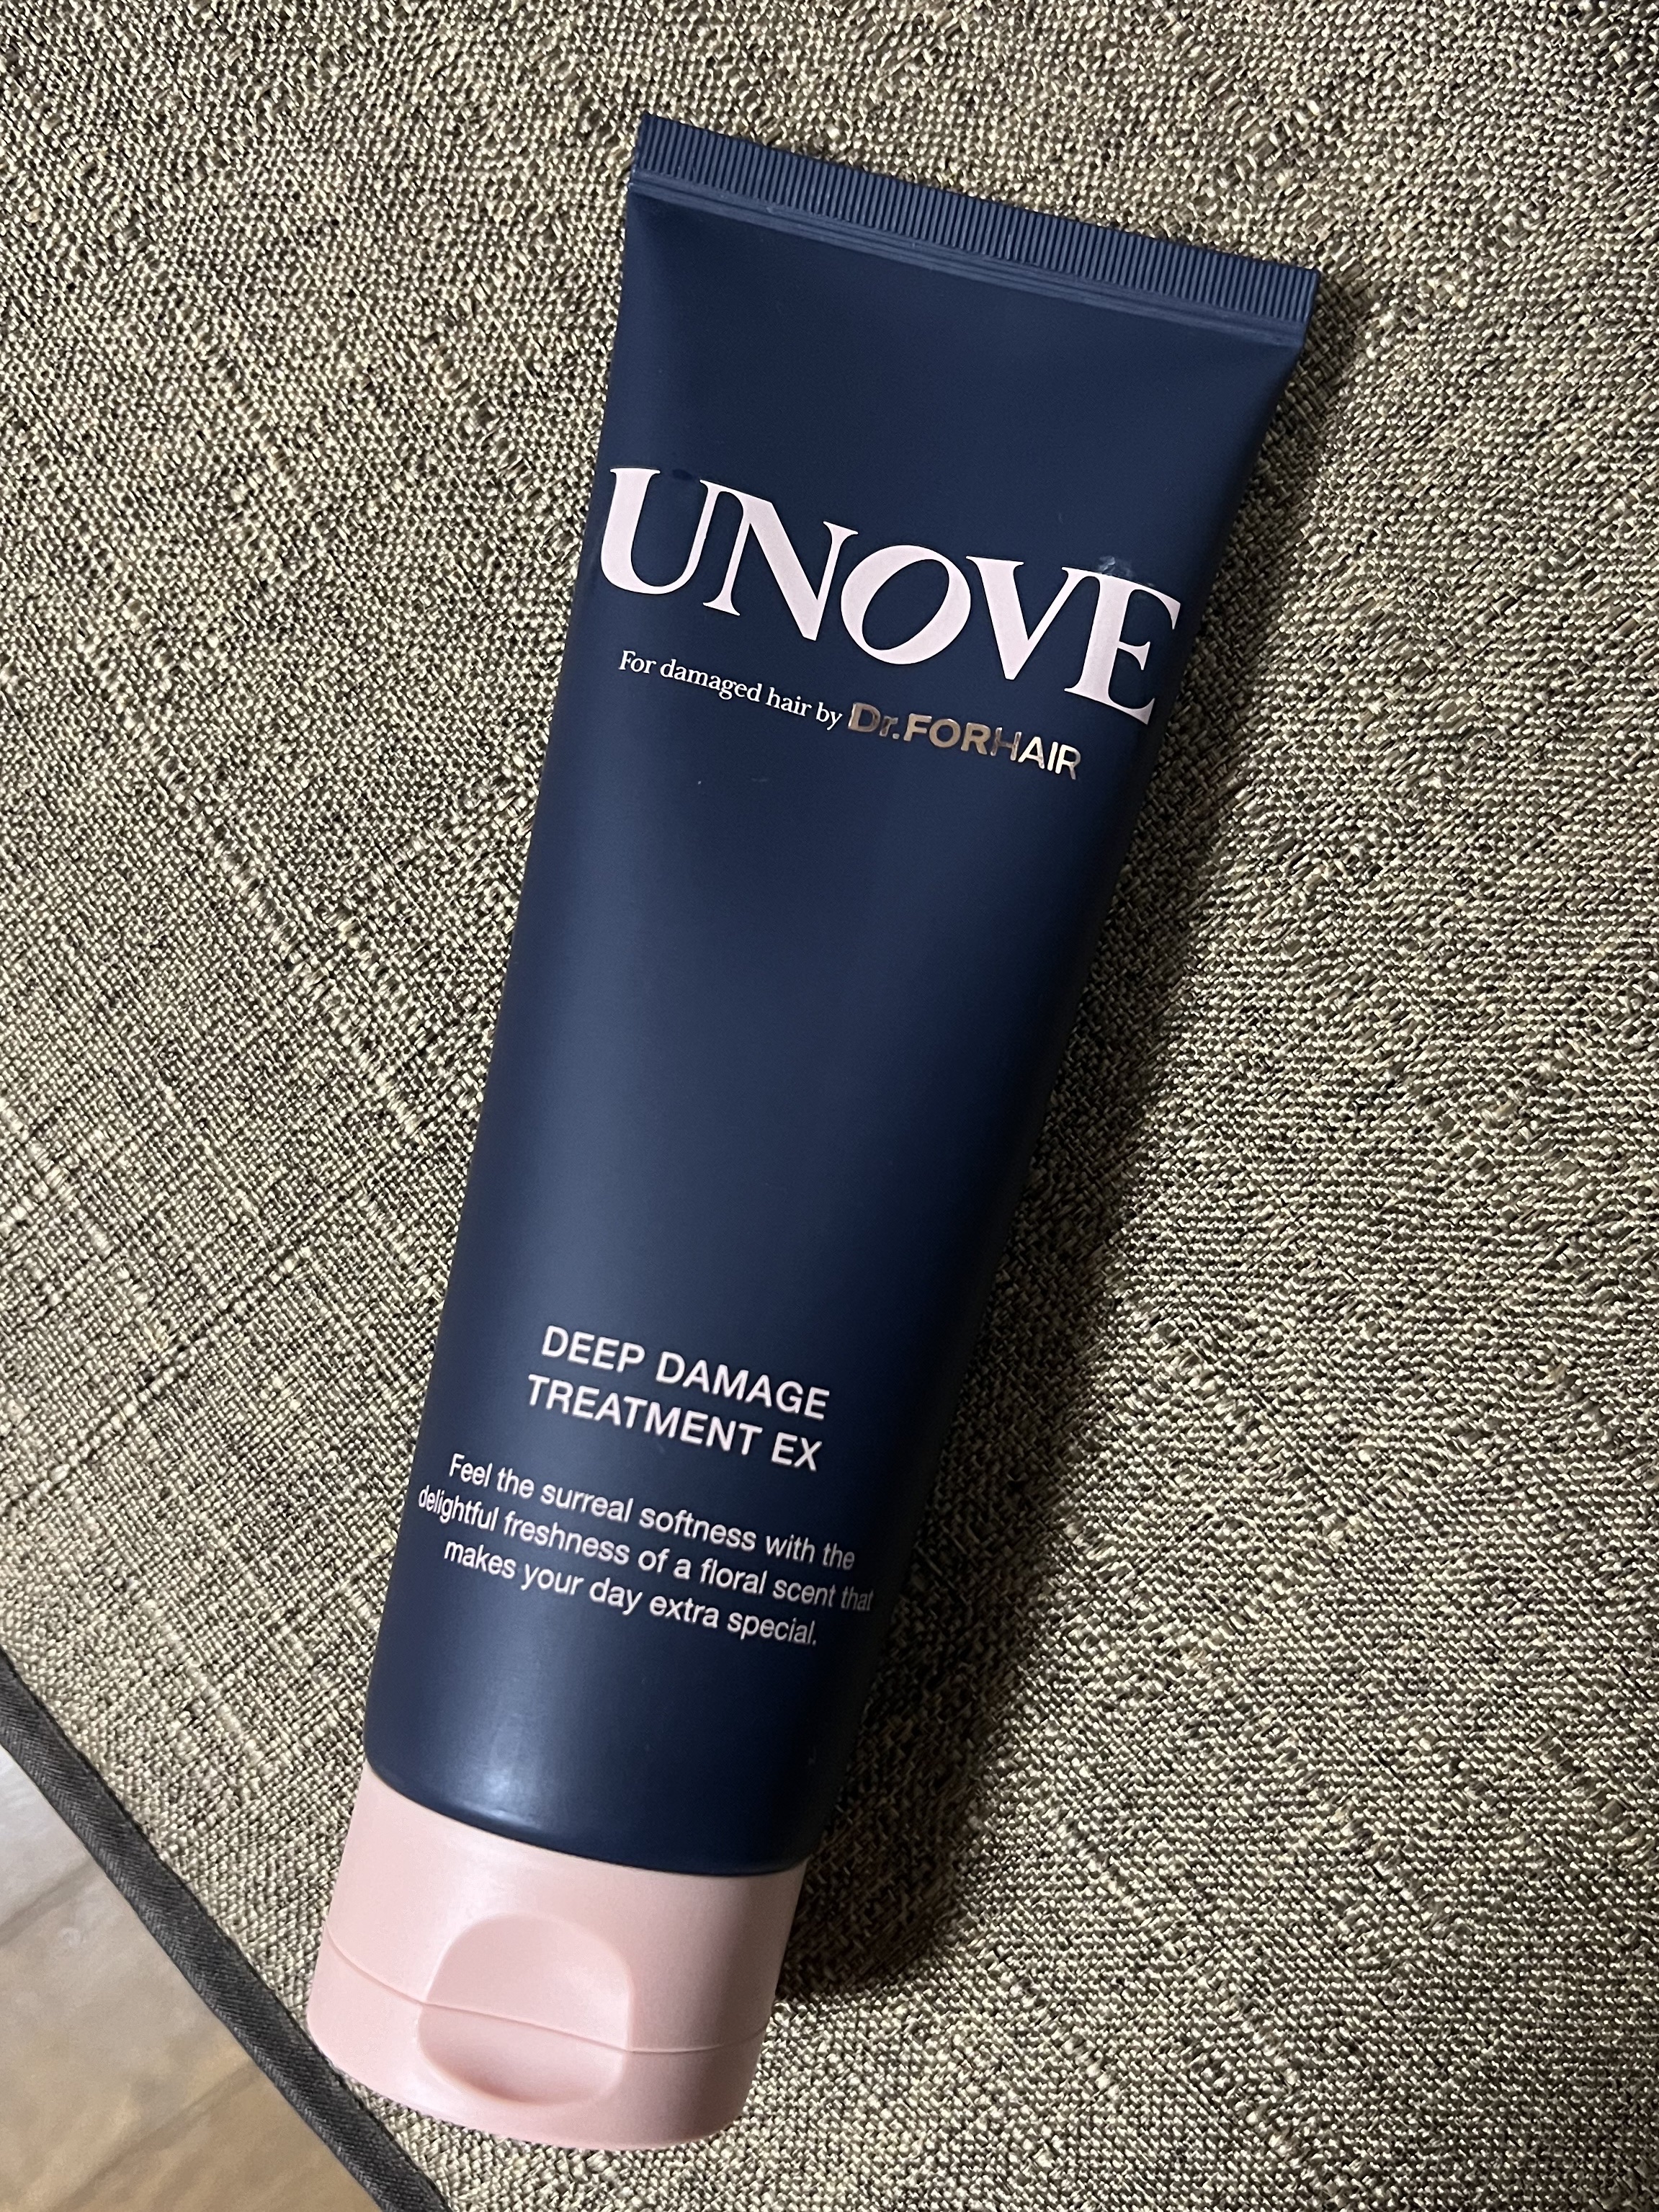 UNOVE
For damaged hair by Dr.FORHAIR
DEEP DAMAGE
TREATMENT EX
Feel the surreal softness with the
delightful freshness of a floral scent that
makes your day extra special.